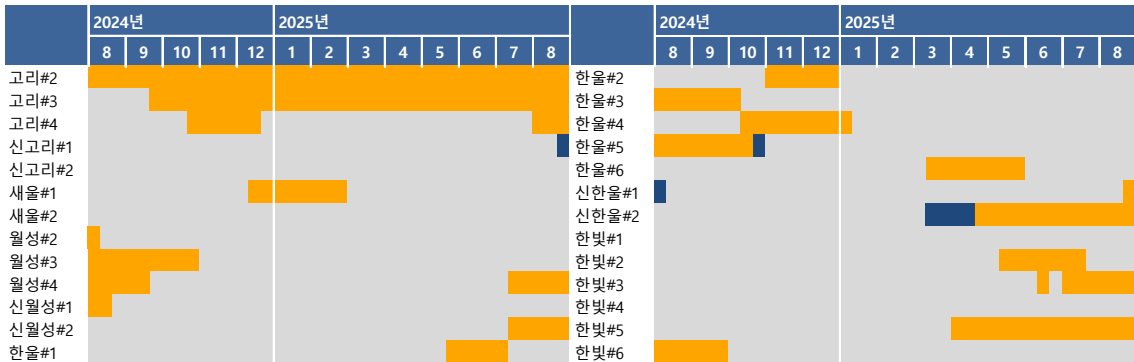 2024년 2025년 2024년 2025년
8 9 10 11 12 1 2 3 4 5 6 7 8 8 9 10 11 12 1 2 3 4 5 6 7 8
고리#2 한울#2
고리#3 한울#3
고리#4 한울#4
신고리#1 한울#5
신고리#2 한울#6
새울#1 신한울#1
새울#2 신한울#2
월성#2 한빛#1
월성#3 한빛#2
월성#4 한빛#3
신월성#1 한빛#4
신월성#2 한빛#5
한울#1 한빛#6